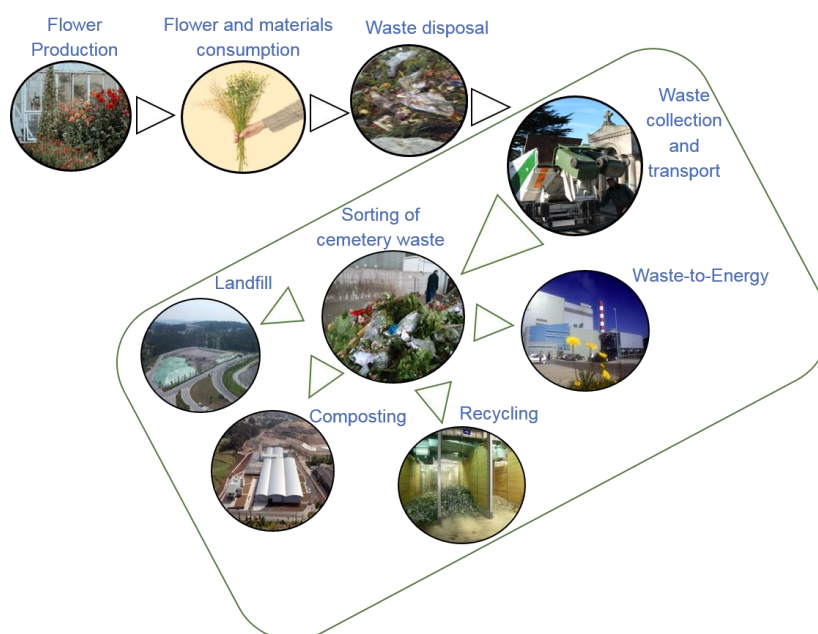 Flower
Production
Flower and materials
consumption
Waste disposal
Waste
collection
and
transport
Sorting of
cemetery waste
Landfill
Waste-to-Energy
Composting
Recycling